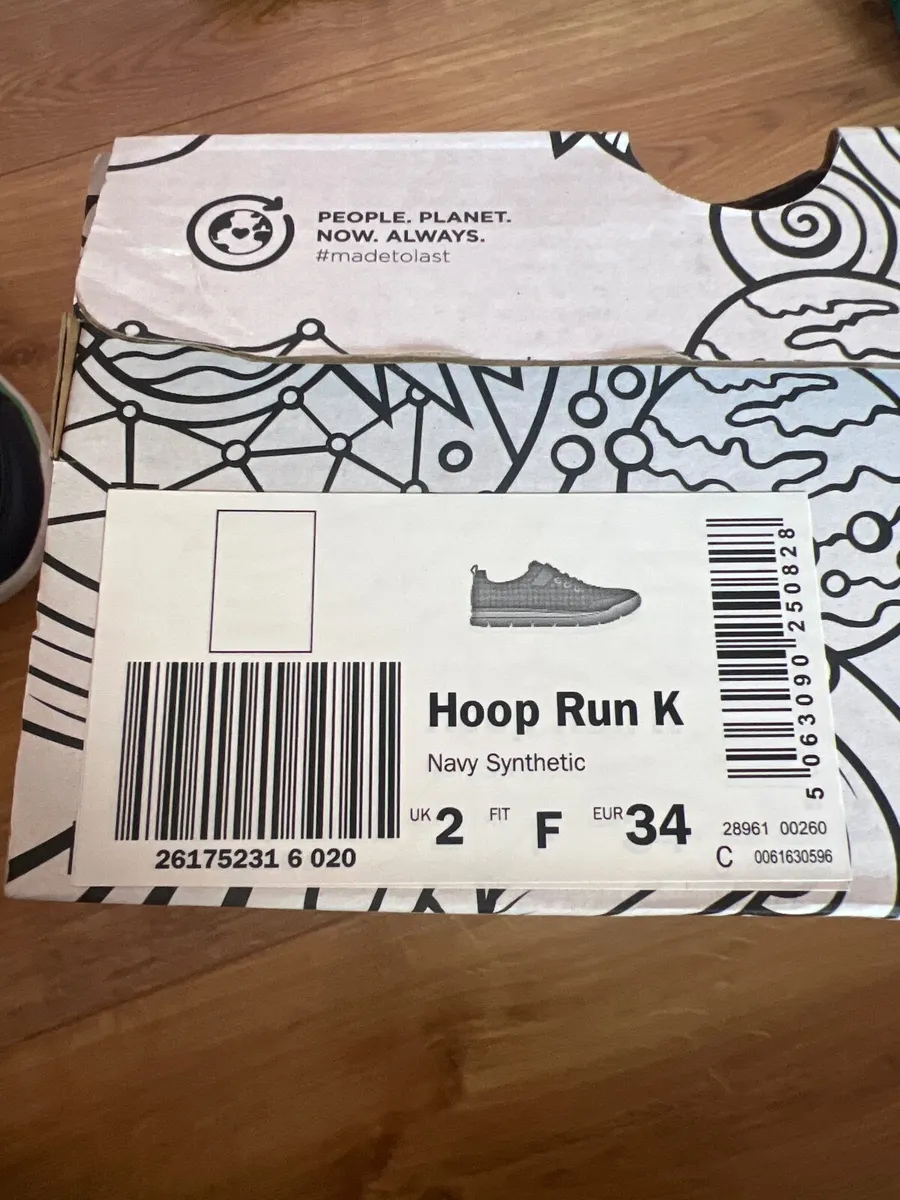 PEOPLE. PLANET.
NOW. ALWAYS.
#madetolast
Hoop Run K
Navy Synthetic
UK 2 FIT F EUR 34
26175231 6 020
5 063090 250828
28961 00260
C 0061630596